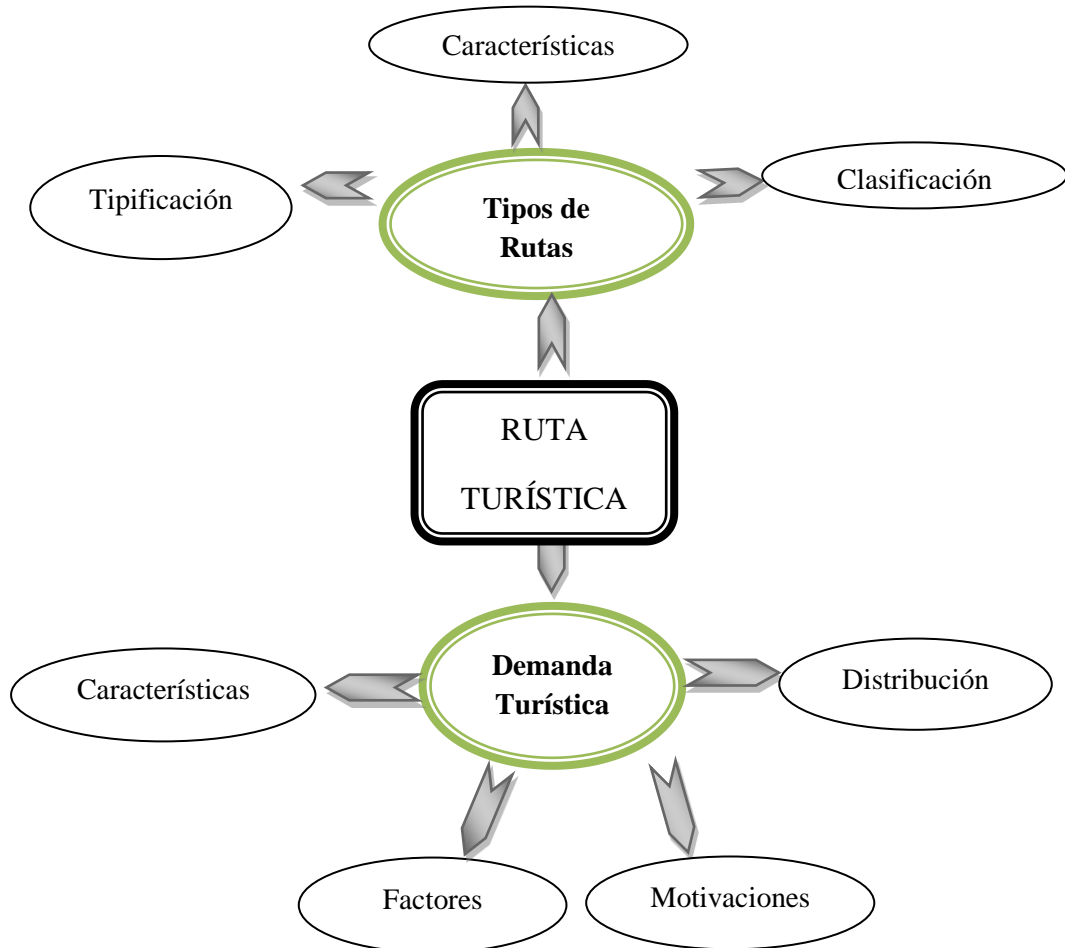 Características
Tipificación
Clasificación
Tipos de
Rutas
RUTA
TURÍSTICA
Demanda
Turística
Características
Distribución
Factores
Motivaciones